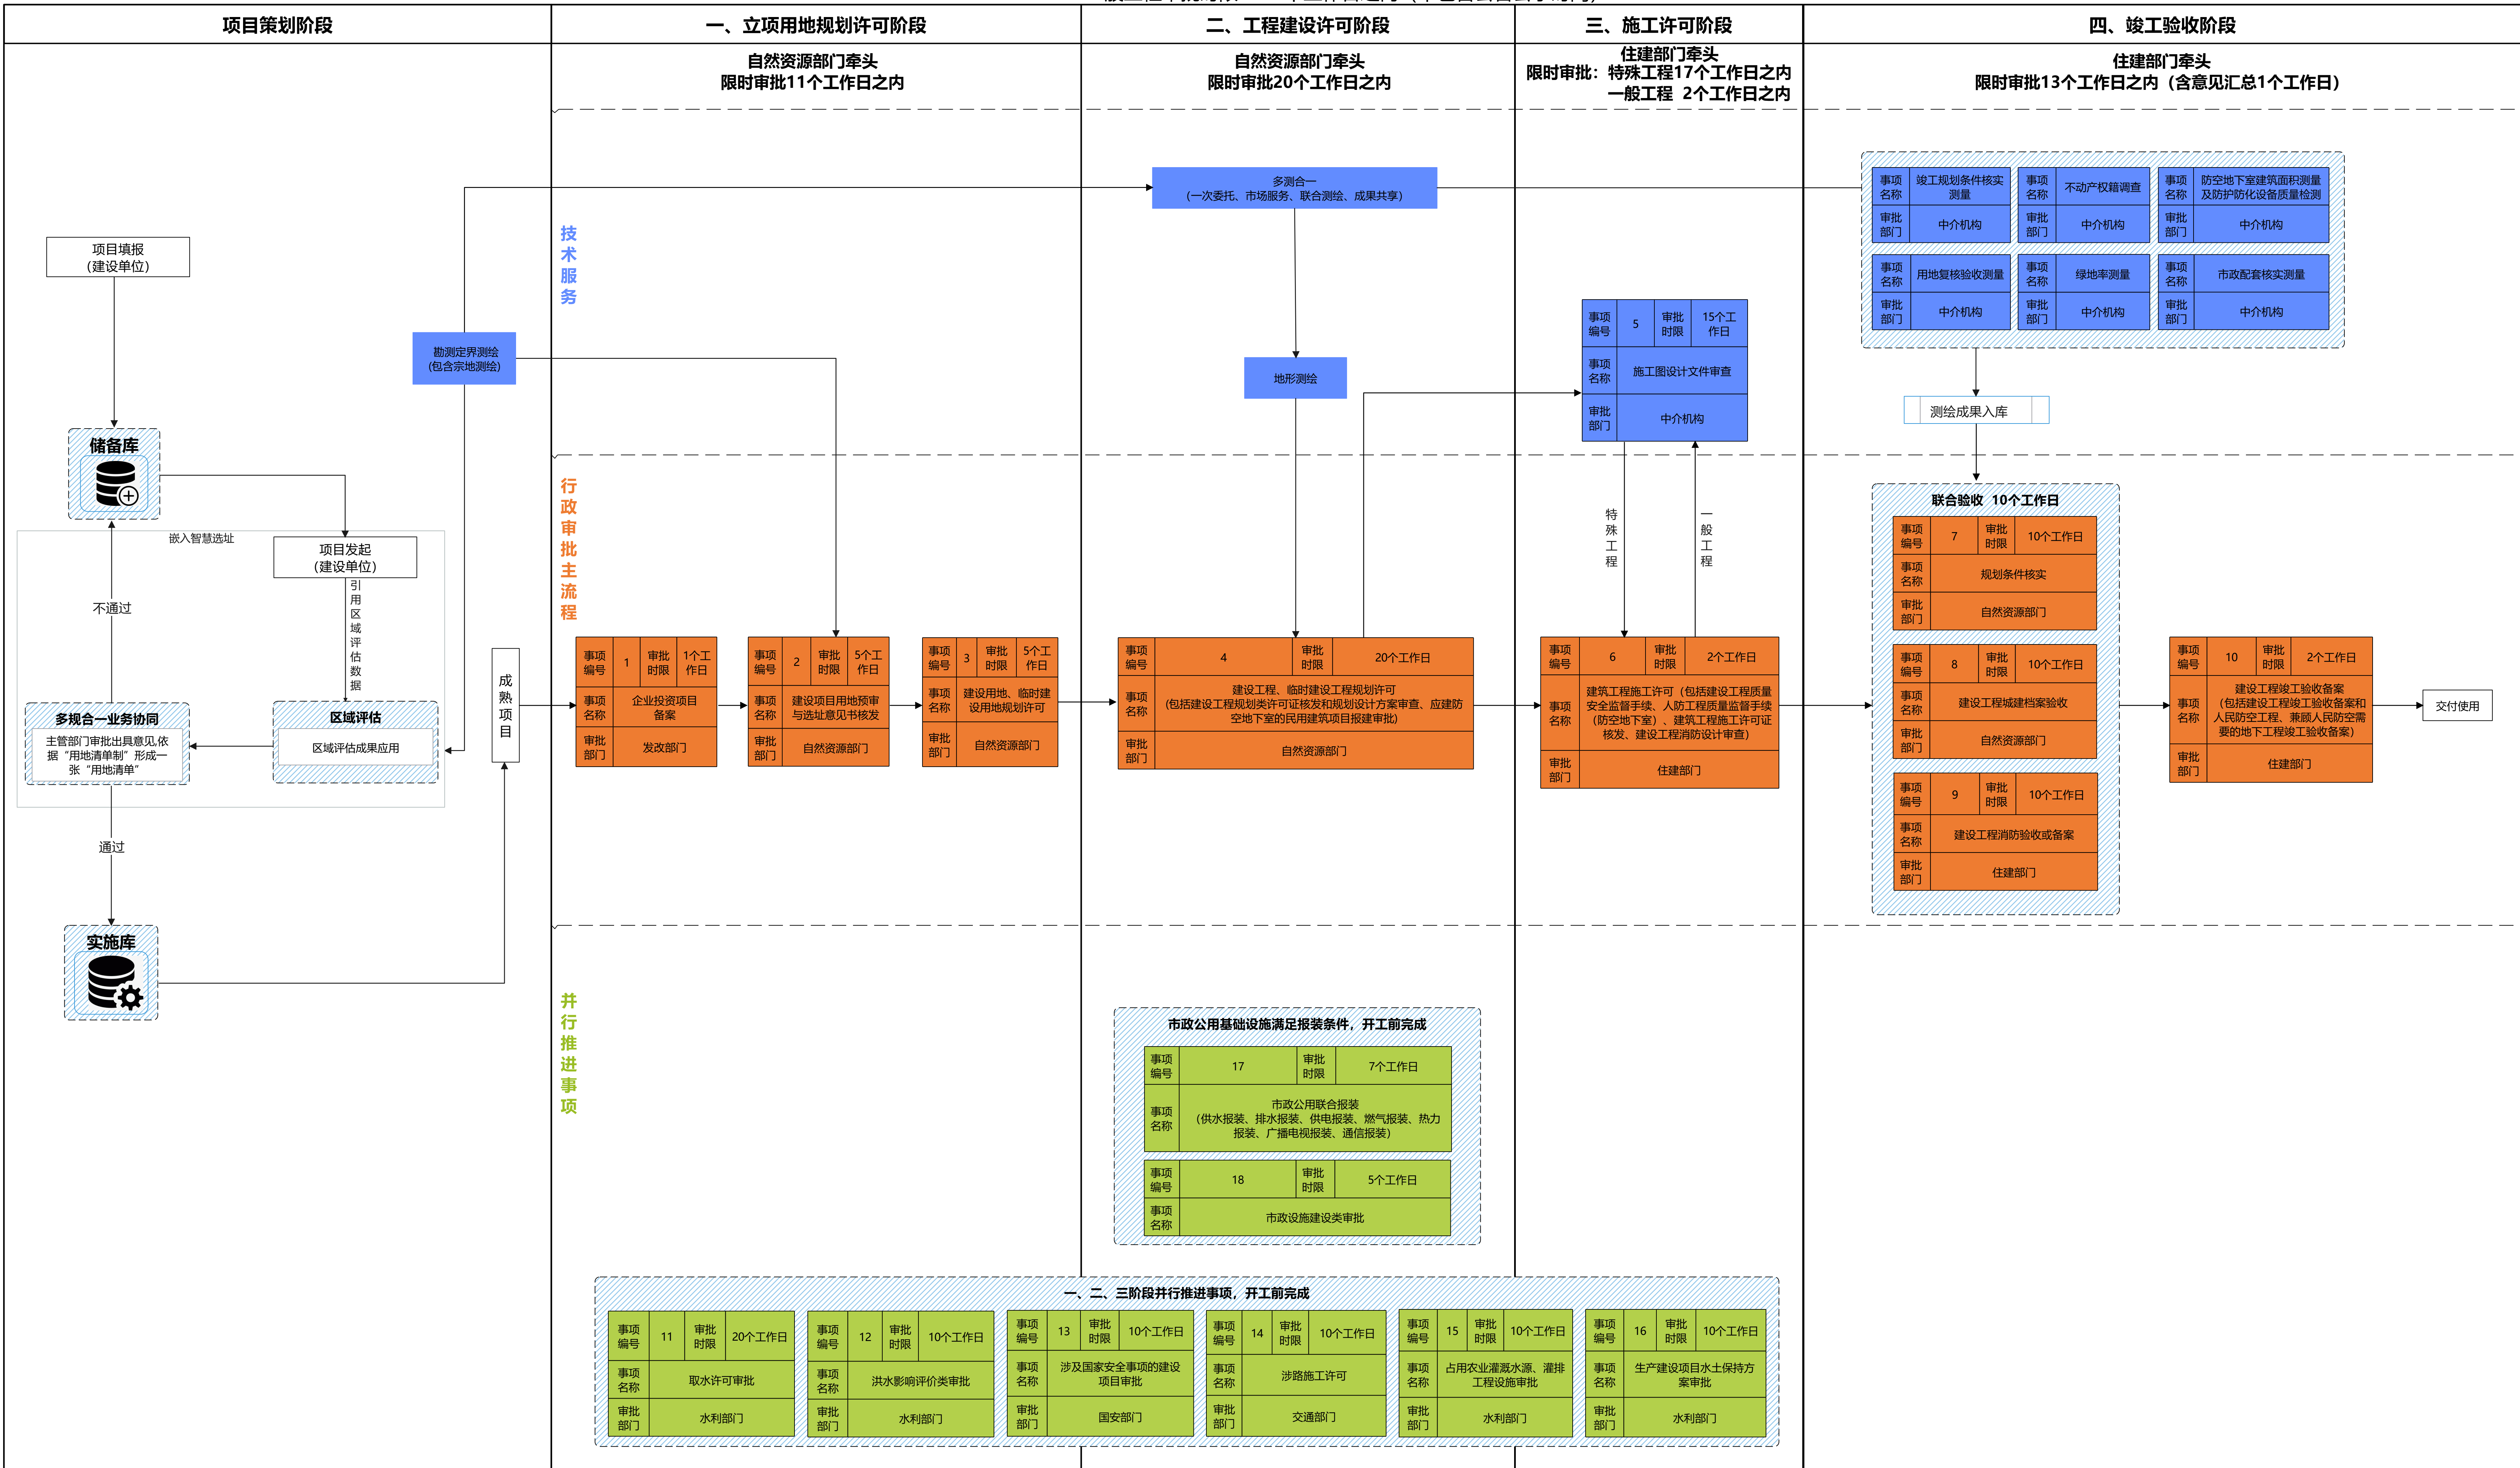 项目策划阶段
一、立项用地规划许可阶段
二、工程建设许可阶段
三、施工许可阶段
四、竣工验收阶段
自然资源部门牵头
限时审批11个工作日之内
自然资源部门牵头
限时审批20个工作日之内
住建部门牵头
限时审批：特殊工程17个工作日之内
一般工程 2个工作日之内
住建部门牵头
限时审批13个工作日之内（含意见汇总1个工作日）
项目填报
（建设单位）
储备库
嵌入智慧选址
项目发起
（建设单位）
引用区域评估数据
不通过
多规合一业务协同
主管部门审批出具意见,依
据“用地清单制”形成一
张“用地清单”
区域评估
区域评估成果应用
通过
实施库
勘测定界测绘
(包含宗地测绘)
成熟项目
技术服务
多测合一
（一次委托、市场服务、联合测绘、成果共享）
地形测绘
事项编号
5
审批时限
15个工作日
事项名称
施工图设计文件审查
审批部门
中介机构
事项名称
竣工规划条件核实
测量
审批部门
中介机构
事项名称
不动产权籍调查
审批部门
中介机构
事项名称
防空地下室建筑面积测量
及防护防化设备质量检测
审批部门
中介机构
事项名称
用地复核验收测量
审批部门
中介机构
事项名称
绿地率测量
审批部门
中介机构
事项名称
市政配套核实测量
审批部门
中介机构
测绘成果入库
行政审批主流程
特殊工程
一般工程
事项编号
1
审批时限
1个工作日
事项名称
企业投资项目
备案
审批部门
发改部门
事项编号
2
审批时限
5个工作日
事项名称
建设项目用地预审
与选址意见书核发
审批部门
自然资源部门
事项编号
3
审批时限
5个工作日
事项名称
建设用地、临时建
设用地规划许可
审批部门
自然资源部门
事项编号
4
审批时限
20个工作日
事项名称
建设工程、临时建设工程规划许可
(包括建设工程规划类许可证核发和规划设计方案审查、应建防
空地下室的民用建筑项目报建审批)
审批部门
自然资源部门
事项编号
6
审批时限
2个工作日
事项名称
建筑工程施工许可（包括建设工程质量
安全监督手续、人防工程质量监督手续
（防空地下室）、建筑工程施工许可证
核发、建设工程消防设计审查）
审批部门
住建部门
联合验收 10个工作日
事项编号
7
审批时限
10个工作日
事项名称
规划条件核实
审批部门
自然资源部门
事项编号
8
审批时限
10个工作日
事项名称
建设工程城建档案验收
审批部门
自然资源部门
事项编号
9
审批时限
10个工作日
事项名称
建设工程消防验收或备案
审批部门
住建部门
事项编号
10
审批时限
2个工作日
事项名称
建设工程竣工验收备案
（包括建设工程竣工验收备案和
人民防空工程、兼顾人民防空需
要的地下工程竣工验收备案）
审批部门
住建部门
交付使用
并行推进事项
市政公用基础设施满足报装条件，开工前完成
事项编号
17
审批时限
7个工作日
事项名称
市政公用联合报装
（供水报装、排水报装、供电报装、燃气报装、热力
报装、广播电视报装、通信报装）
事项编号
18
审批时限
5个工作日
事项名称
市政设施建设类审批
一、二、三阶段并行推进事项，开工前完成
事项编号
11
审批时限
20个工作日
事项名称
取水许可审批
审批部门
水利部门
事项编号
12
审批时限
10个工作日
事项名称
洪水影响评价类审批
审批部门
水利部门
事项编号
13
审批时限
10个工作日
事项名称
涉及国家安全事项的建设
项目审批
审批部门
国安部门
事项编号
14
审批时限
10个工作日
事项名称
涉路施工许可
审批部门
交通部门
事项编号
15
审批时限
10个工作日
事项名称
占用农业灌溉水源、灌排
工程设施审批
审批部门
水利部门
事项编号
16
审批时限
10个工作日
事项名称
生产建设项目水土保持方
案审批
审批部门
水利部门